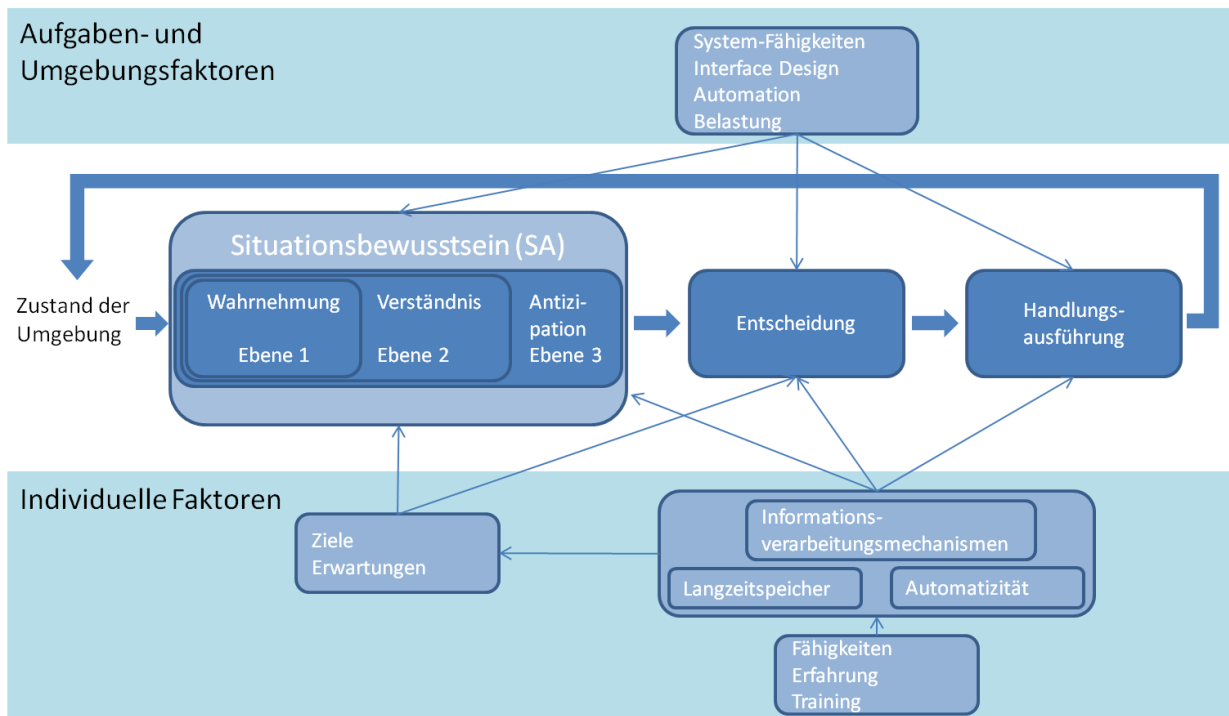 Aufgaben- und
Umgebungsfaktoren
System-Fähigkeiten
Interface Design
Automation
Belastung
Situationsbewusstsein (SA)
Zustand der
Umgebung
Wahrnehmung
Ebene 1
Verständnis
Ebene 2
Antizi-
pation
Ebene 3
Entscheidung
Handlungs-
ausführung
Individuelle Faktoren
Ziele
Erwartungen
Informations-
verarbeitungsmechanismen
Langzeitspeicher
Automatizität
Fähigkeiten
Erfahrung
Training